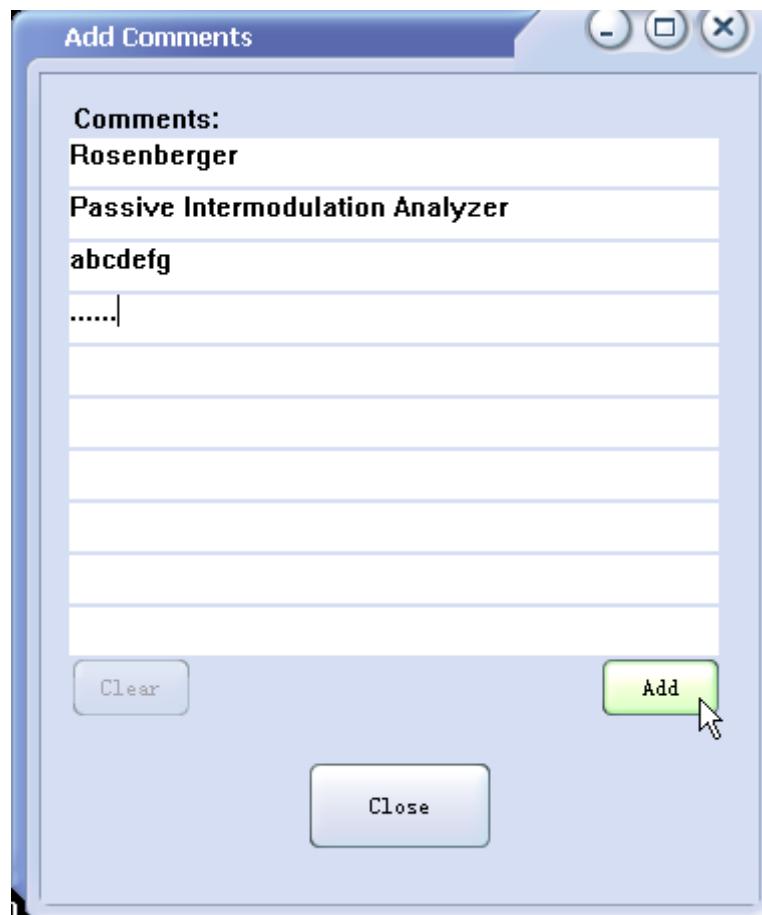 Add Comments
Comments:
Rosenberger
Passive Intermodulation Analyzer
abcdefg
......
Clear
Add
Close